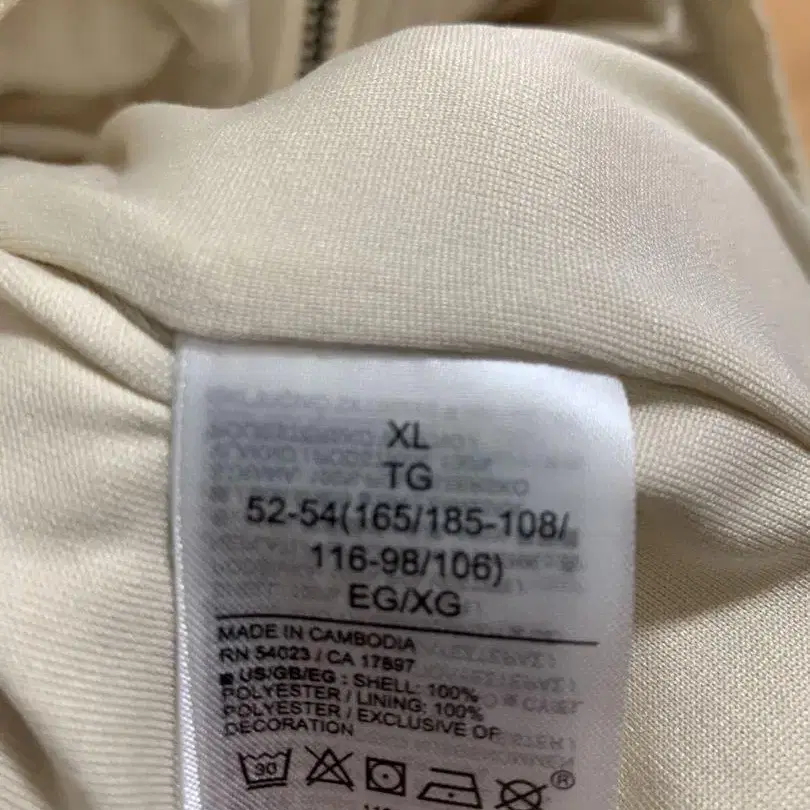 XL
TG
52-54(165/185-108/
116-98/106)
EG/XG
MADE IN CAMBODIA
RN 54023 / CA 17897
■ US/GB/EG : SHELL: 100%
POLYESTER / LINING: 100%
POLYESTER / EXCLUSIVE OF
DECORATION
30 ®